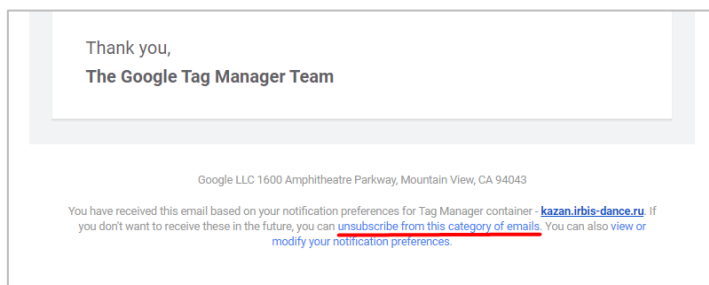 Thank you,
The Google Tag Manager Team
Google LLC 1600 Amphitheatre Parkway, Mountain View, CA 94043
You have received this email based on your notification preferences for Tag Manager container - kazan.irbis-dance.ru. If
you don't want to receive these in the future, you can unsubscribe from this category of emails. You can also view or
modify your notification preferences.